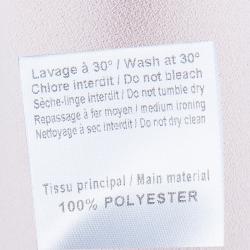 Lavage à 30° / Wash at 30°
Chlore interdit / Do not bleach
Sèche-linge interdit / Do not tumble dry
Repassage à fer moyen / medium ironing
Nettoyage à sec interdit / Do not dry clean
Tissu principal / Main material
100% POLYESTER